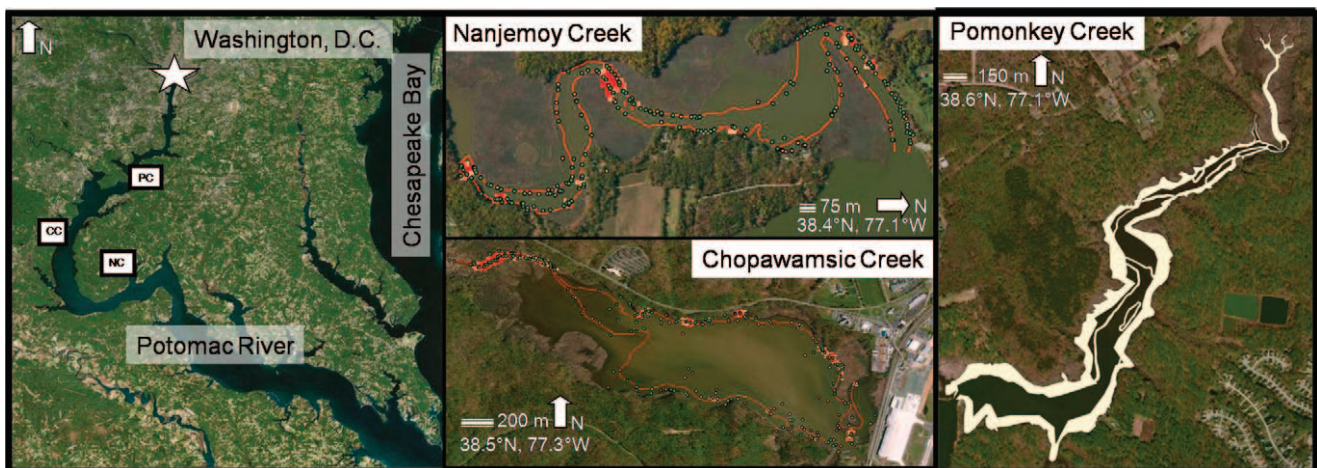 N
Washington, D.C.
Chesapeake Bay
PC
CC
NC
Potomac River
Nanjemoy Creek
75 m
N
38.4°N, 77.1°W
Chopawamsic Creek
200 m
N
38.5°N, 77.3°W
Pomonkey Creek
150 m
N
38.6°N, 77.1°W